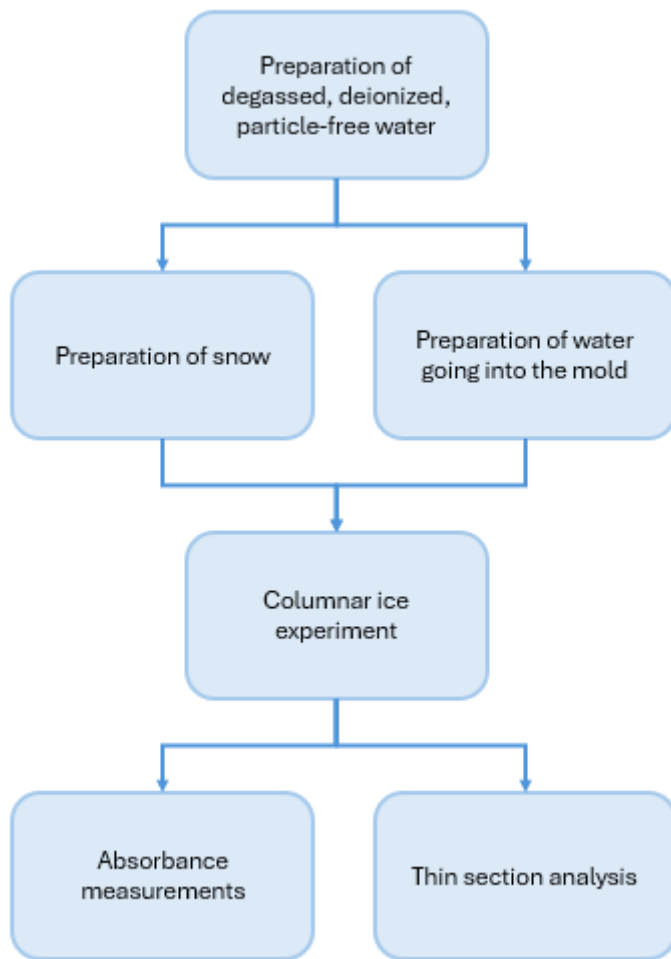 Preparation of
degassed, deionized,
particle-free water
Preparation of snow
Preparation of water
going into the mold
Columnar ice
experiment
Absorbance
measurements
Thin section analysis